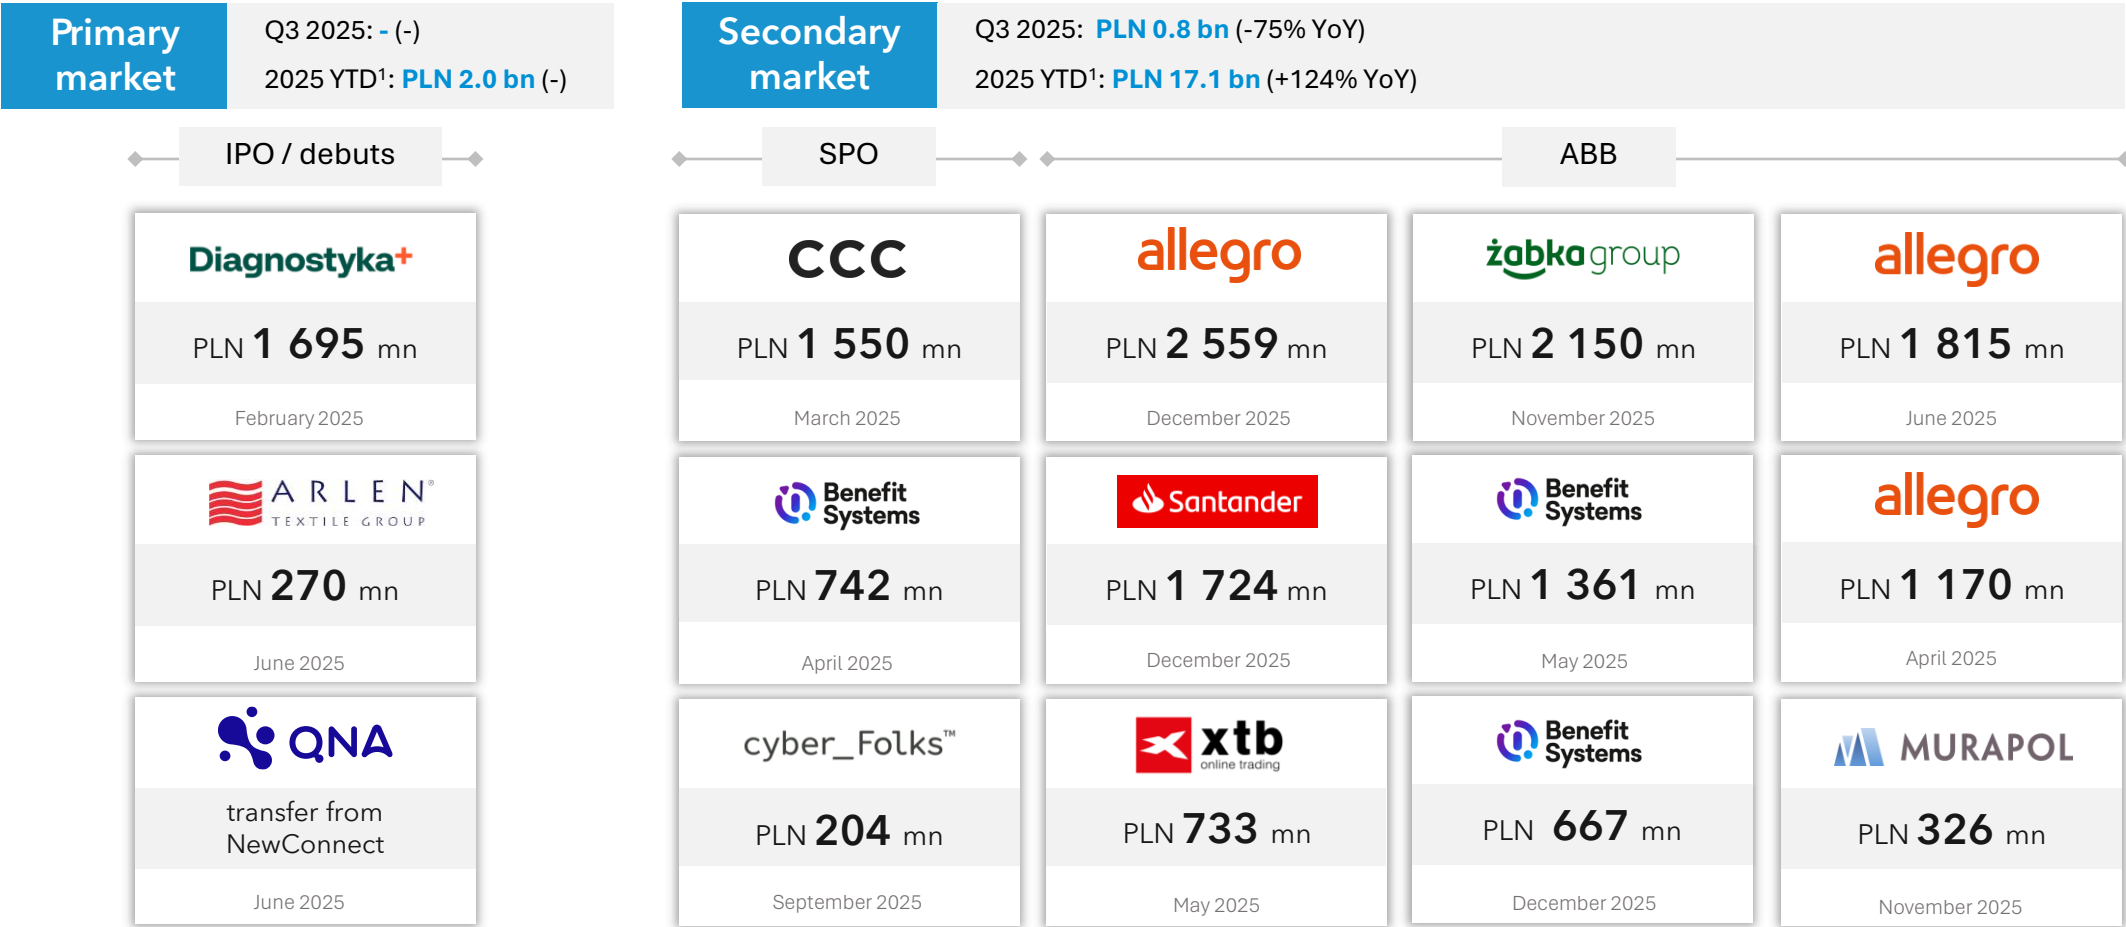 Primary
market
Q3 2025: - (-)
2025 YTD¹: PLN 2.0 bn (-)
Secondary
market
Q3 2025: PLN 0.8 bn (-75% YoY)
2025 YTD¹: PLN 17.1 bn (+124% YoY)
IPO / debuts
SPO
ABB
Diagnostyka+
PLN 1 695 mn
February 2025
CCC
PLN 1 550 mn
March 2025
allegro
PLN 2 559 mn
December 2025
żabka group
PLN 2 150 mn
November 2025
allegro
PLN 1 815 mn
June 2025
ARLEN®
TEXTILE GROUP
PLN 270 mn
June 2025
Benefit
Systems
PLN 742 mn
April 2025
Santander
PLN 1 724 mn
December 2025
Benefit
Systems
PLN 1 361 mn
May 2025
allegro
PLN 1 170 mn
April 2025
QNA
transfer from
NewConnect
June 2025
cyber_Folks™
PLN 204 mn
September 2025
xtb
online trading
PLN 733 mn
May 2025
Benefit
Systems
PLN 667 mn
December 2025
MURAPOL
PLN 326 mn
November 2025